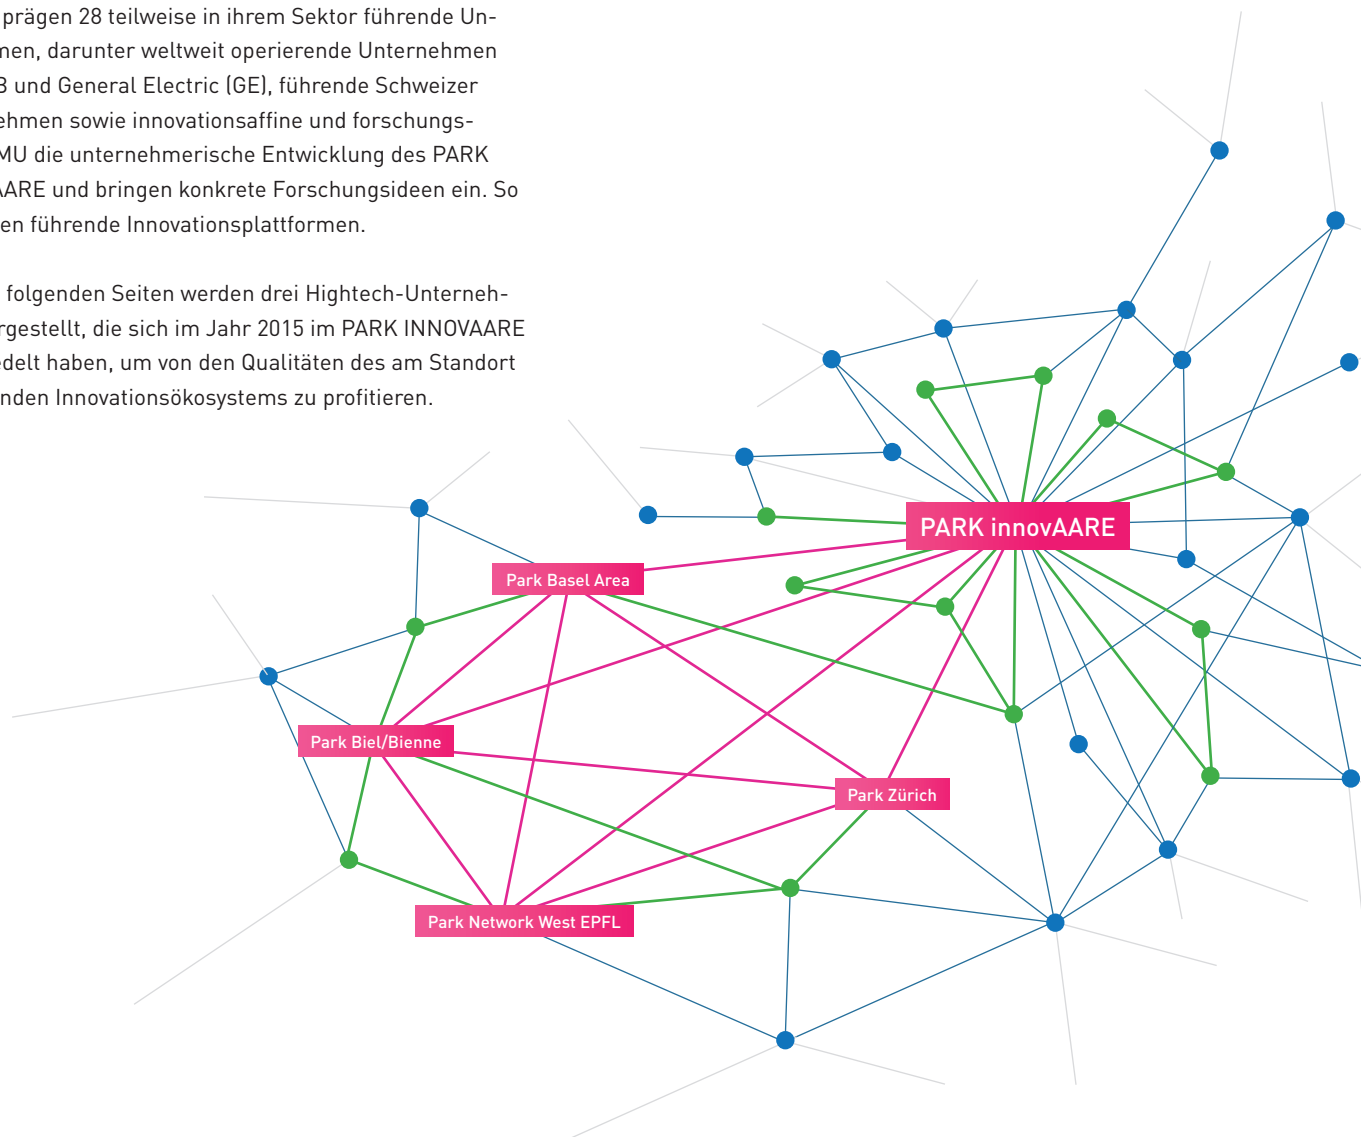 prägen 28 teilweise in ihrem Sektor führende Un-
men, darunter weltweit operierende Unternehmen
B und General Electric (GE), führende Schweizer
ehmen sowie innovationsaffine und forschungs-
MU die unternehmerische Entwicklung des PARK
AARE und bringen konkrete Forschungsideen ein. So
en führende Innovationsplattformen.
folgenden Seiten werden drei Hightech-Unterneh-
rgestellt, die sich im Jahr 2015 im PARK INNOVAARE
edelt haben, um von den Qualitäten des am Standort
nden Innovationsökosystems zu profitieren.
PARK innovAARE
Park Basel Area
Park Biel/Bienne
Park Zürich
Park Network West EPFL